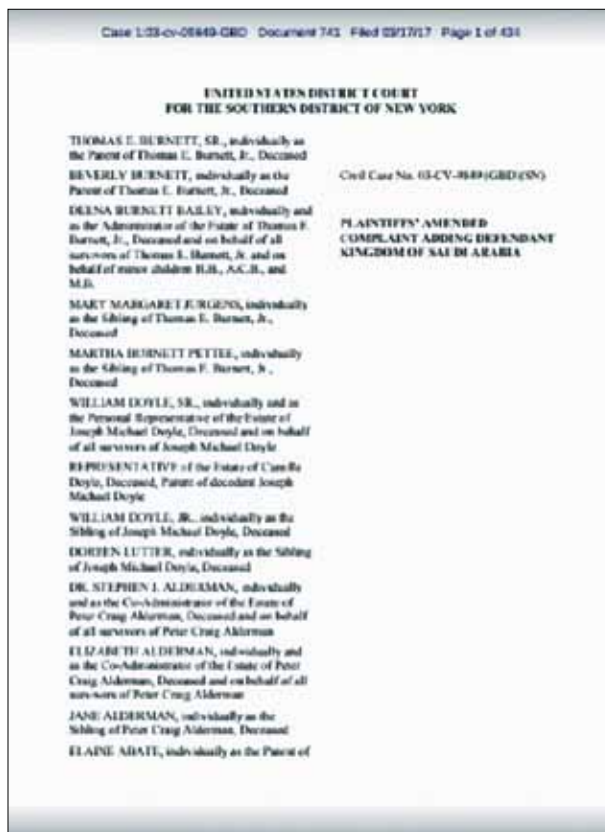 Case 1:03-cv-09849-GBD Document 741 Filed 03/17/17 Page 1 of 434
UNITED STATES DISTRICT COURT
FOR THE SOUTHERN DISTRICT OF NEW YORK
THOMAS E. BURNETT, SR., individually as
the Parent of Thomas E. Burnett, Jr., Deceased
BEVERLY BURNETT, individually as the
Parent of Thomas E. Burnett, Jr., Deceased
DEENA BURNETT BAILEY, individually and
as the Administrator of the Estate of Thomas E.
Burnett, Jr., Deceased and on behalf of all
survivors of Thomas E. Burnett, Jr. and on
behalf of minor children H.B., A.C.B., and
M.B.
MARY MARGARET JURGENS, individually
as the Sibling of Thomas E. Burnett, Jr.,
Deceased
MARTHA BURNETT PETTEE, individually
as the Sibling of Thomas E. Burnett, Jr.,
Deceased
WILLIAM DOYLE, SR., individually and as
the Personal Representative of the Estate of
Joseph Michael Doyle, Deceased and on behalf
of all survivors of Joseph Michael Doyle
REPRESENTATIVE of the Estate of Camille
Doyle, Deceased, Parent of decedent Joseph
Michael Doyle
WILLIAM DOYLE, JR., individually as the
Sibling of Joseph Michael Doyle, Deceased
DOREEN LUTTER, individually as the Sibling
of Joseph Michael Doyle, Deceased
DR. STEPHEN J. ALDERMAN, individually
and as the Co-Administrator of the Estate of
Peter Craig Alderman, Deceased and on behalf
of all survivors of Peter Craig Alderman
ELIZABETH ALDERMAN, individually and
as the Co-Administrator of the Estate of Peter
Craig Alderman, Deceased and on behalf of all
survivors of Peter Craig Alderman
JANE ALDERMAN, individually as the
Sibling of Peter Craig Alderman, Deceased
ELAINE ABATE, individually as the Parent of
Civil Case No. 03-CV-9849 (GBD)(SN)
PLAINTIFFS' AMENDED
COMPLAINT ADDING DEFENDANT
KINGDOM OF SAUDI ARABIA